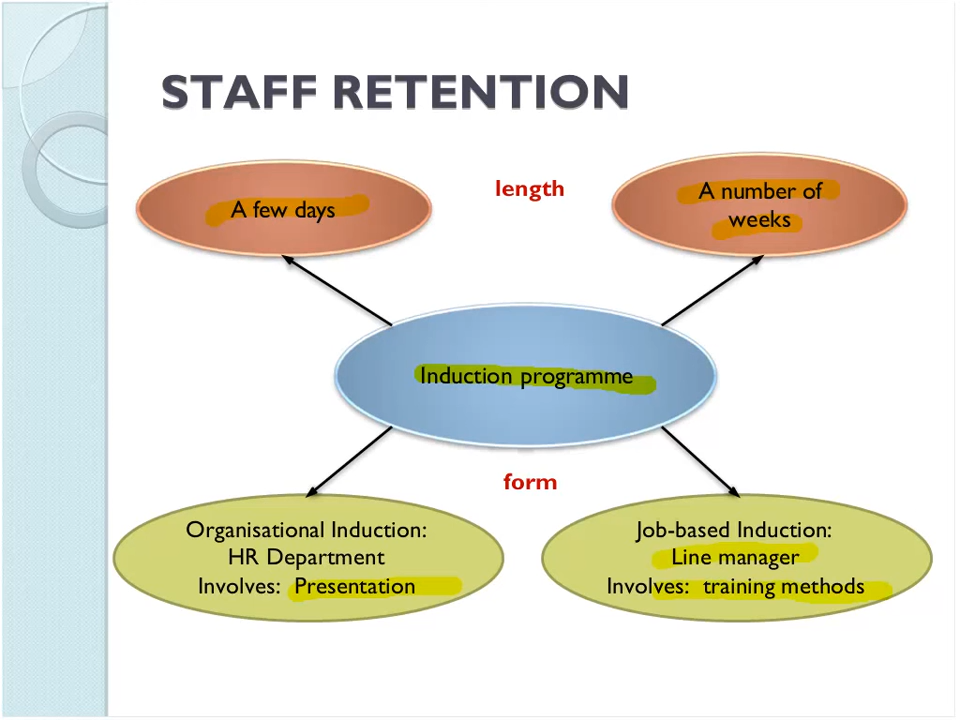 STAFF RETENTION
A few days
length
A number of
weeks
Induction programme
form
Organisational Induction:
HR Department
Involves: Presentation
Job-based Induction:
Line manager
Involves: training methods